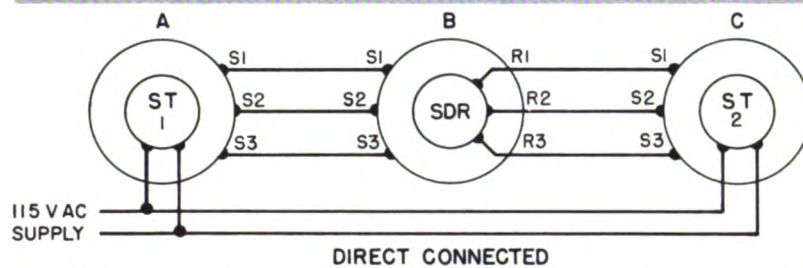 A B C
S1 S1 R1 S1
ST 1 S2 S2 SDR R2 S2 ST 2
S3 S3 R3 S3
115 V AC
SUPPLY
DIRECT CONNECTED